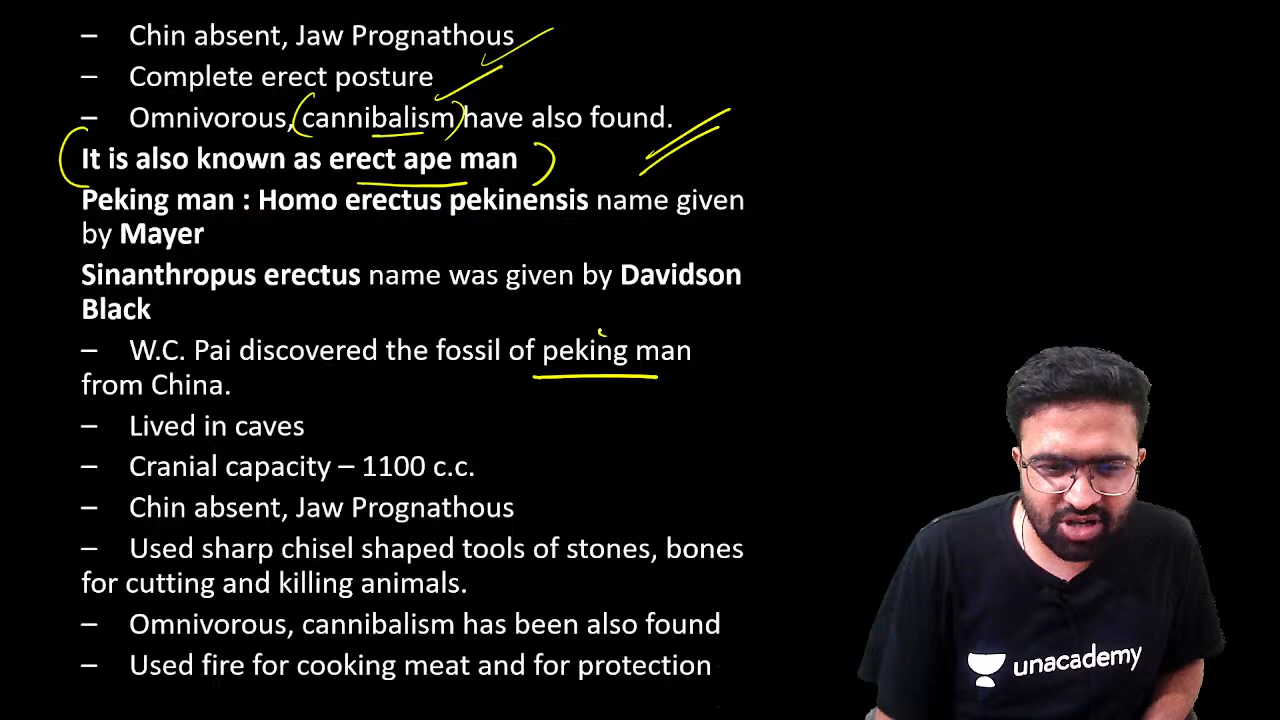 – Chin absent, Jaw Prognathous
– Complete erect posture
– Omnivorous, cannibalism have also found.
It is also known as erect ape man
Peking man : Homo erectus pekinensis name given
by Mayer
Sinanthropus erectus name was given by Davidson
Black
– W.C. Pai discovered the fossil of peking man
from China.
– Lived in caves
– Cranial capacity – 1100 c.c.
– Chin absent, Jaw Prognathous
– Used sharp chisel shaped tools of stones, bones
for cutting and killing animals.
– Omnivorous, cannibalism has been also found
– Used fire for cooking meat and for protection
unacademy